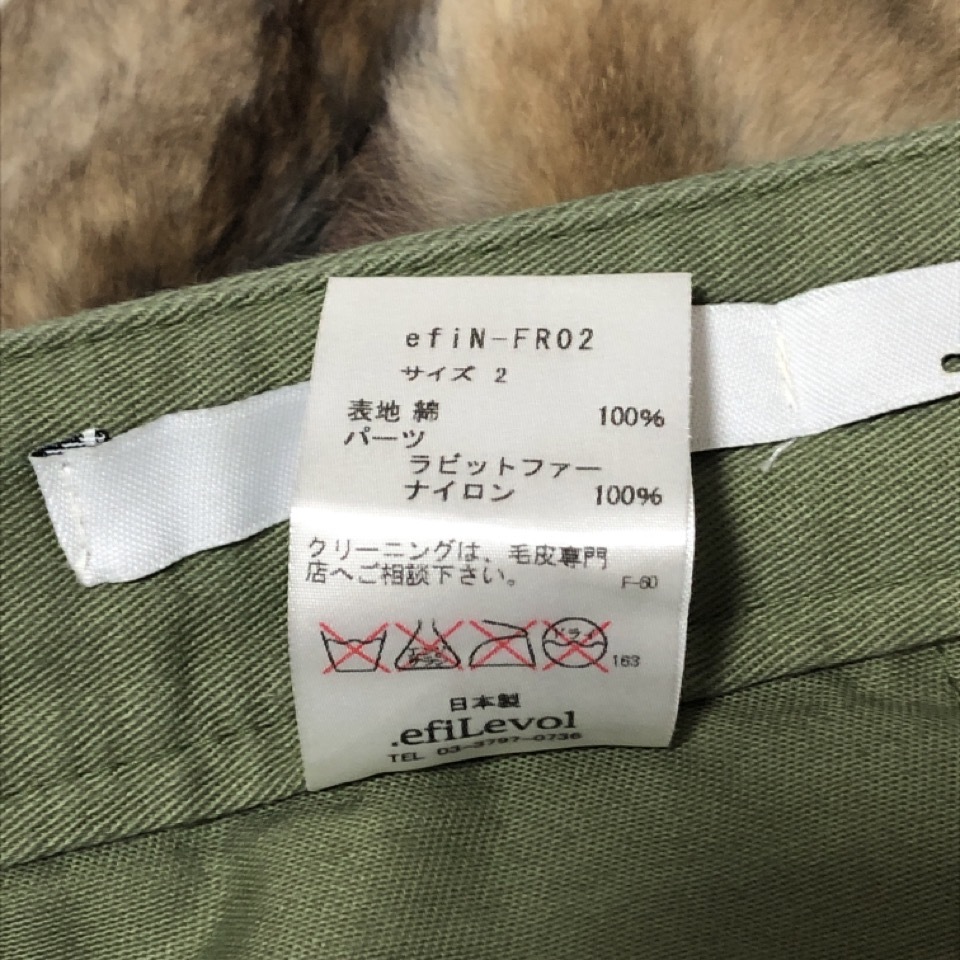 efiN-FR02
サイズ 2
表地 綿 100%
パーツ
ラビットファー
ナイロン 100%
クリーニングは、毛皮専門
店へご相談下さい。
F-60
ドライ
163
日本製
.efiLevol
TEL 03-3797-0736